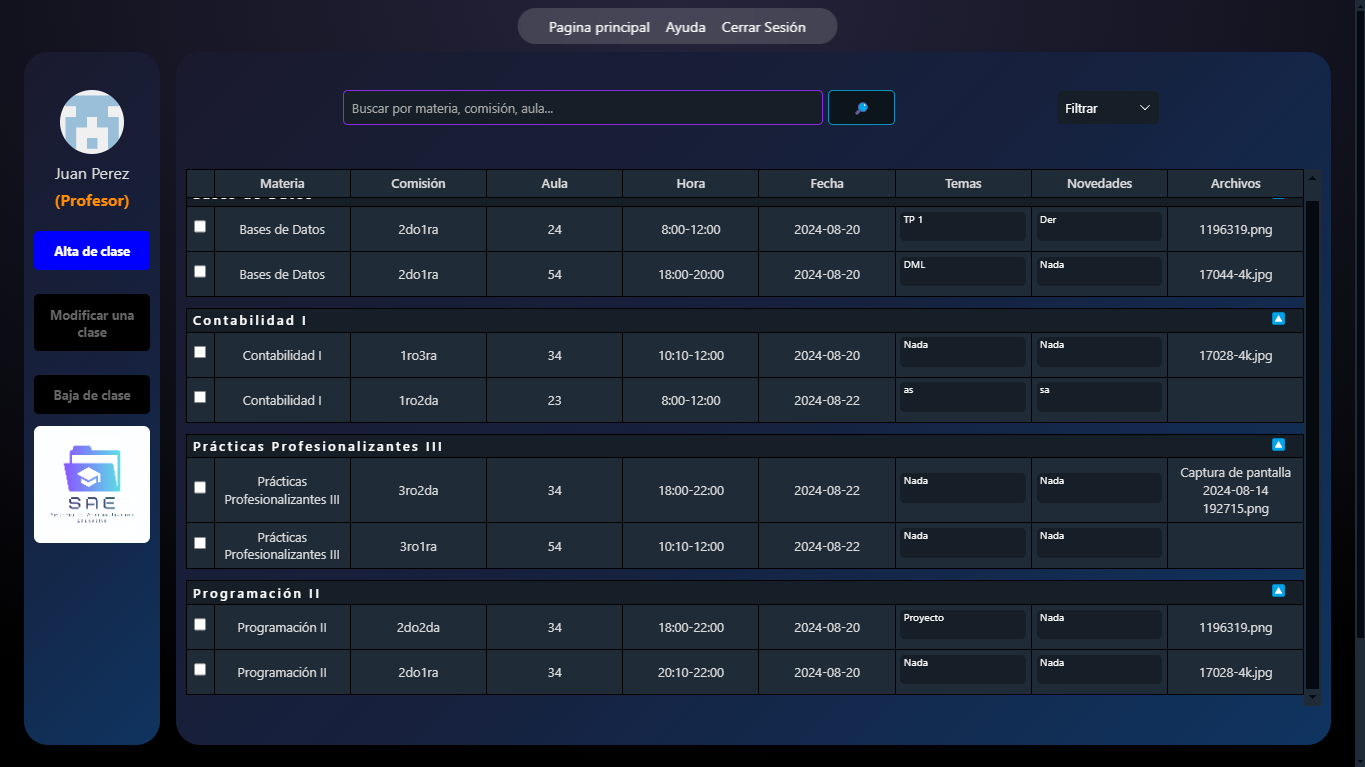 Pagina principal Ayuda Cerrar Sesión
Juan Perez
(Profesor)
Alta de clase
Modificar una
clase
Baja de clase
SAE
Buscar por materia, comisión, aula...
Filtrar
Materia Comisión Aula Hora Fecha Temas Novedades Archivos
Bases de Datos
Bases de Datos 2do1ra 24 8:00-12:00 2024-08-20 TP 1 Der 1196319.png
Bases de Datos 2do1ra 54 18:00-20:00 2024-08-20 DML Nada 17044-4k.jpg
Contabilidad I
Contabilidad I 1ro3ra 34 10:10-12:00 2024-08-20 Nada Nada 17028-4k.jpg
Contabilidad I 1ro2da 23 8:00-12:00 2024-08-22 as sa
Prácticas Profesionalizantes III
Prácticas
Profesionalizantes III 3ro2da 34 18:00-22:00 2024-08-22 Nada Nada Captura de pantalla
2024-08-14
192715.png
Prácticas
Profesionalizantes III 3ro1ra 54 10:10-12:00 2024-08-22 Nada Nada
Programación II
Programación II 2do2da 34 18:00-22:00 2024-08-20 Proyecto Nada 1196319.png
Programación II 2do1ra 34 20:10-22:00 2024-08-20 Nada Nada 17028-4k.jpg